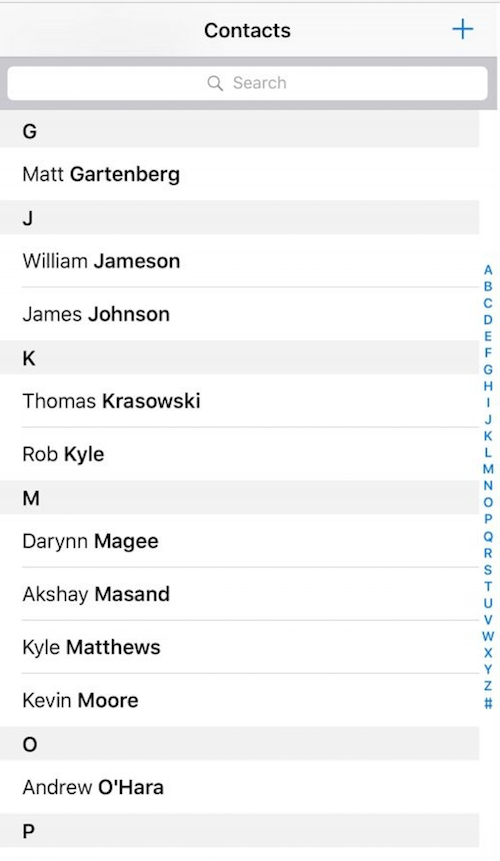 Contacts +
Search
G
Matt Gartenberg
J
William Jameson
James Johnson
K
Thomas Krasowski
Rob Kyle
M
Darynn Magee
Akshay Masand
Kyle Matthews
Kevin Moore
O
Andrew O'Hara
P
A
B
C
D
E
F
G
H
I
J
K
L
M
N
O
P
Q
R
S
T
U
V
W
X
Y
Z
#